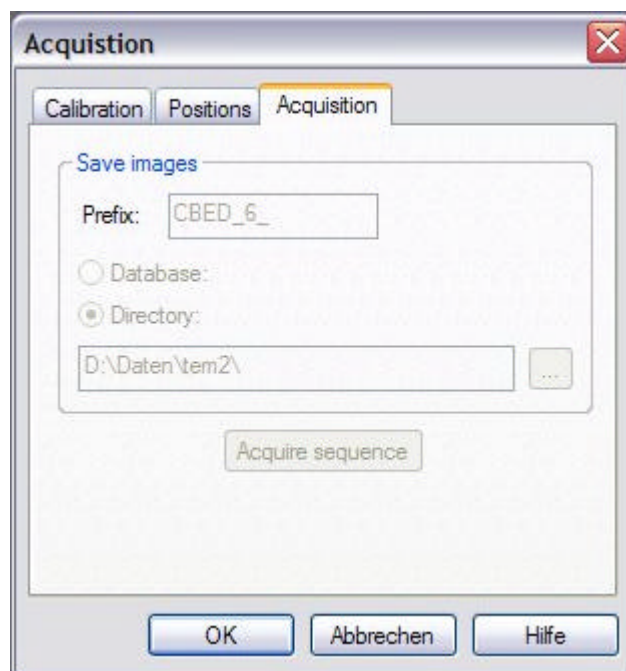 Acquistion
Calibration Positions Acquisition
Save images
Prefix: CBED_6_
Database:
Directory:
D:\Daten\tem2\ ...
Acquire sequence
OK Abbrechen Hilfe